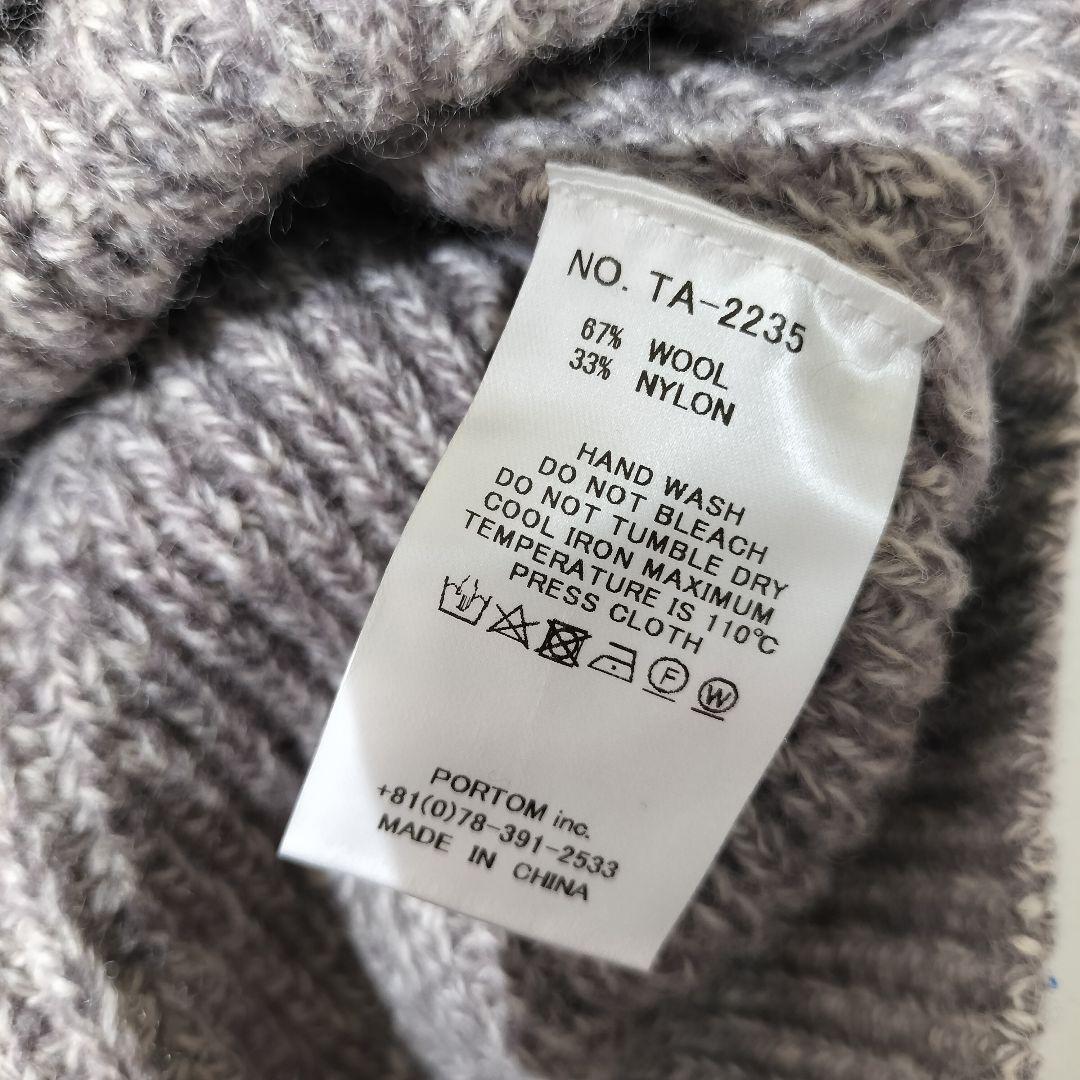 NO. TA-2235
67% WOOL
33% NYLON
HAND WASH
DO NOT BLEACH
DO NOT TUMBLE DRY
COOL IRON MAXIMUM
TEMPERATURE IS 110℃
PRESS CLOTH
F W
PORTOM inc.
+81(0)78-391-2533
MADE IN CHINA